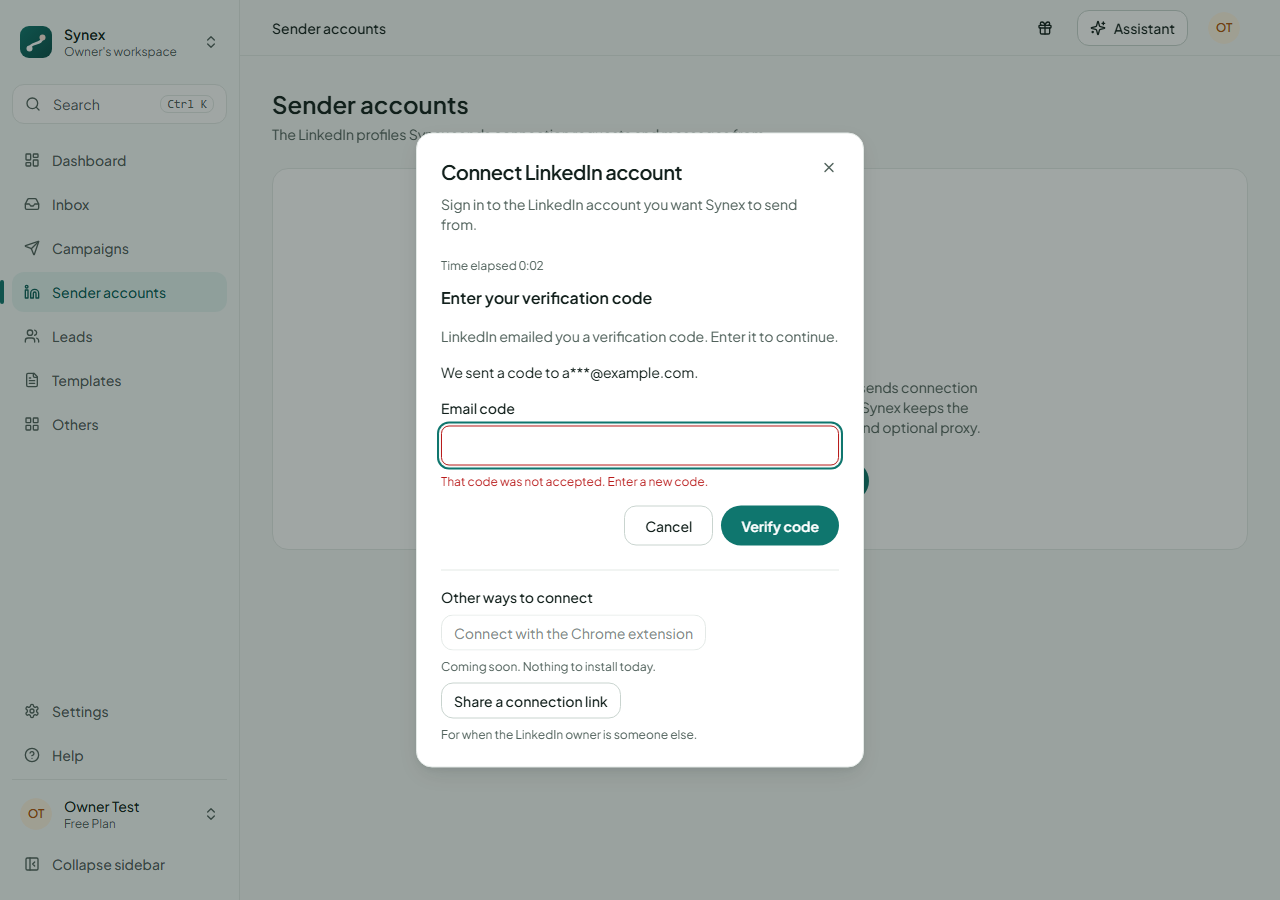 Synex
Owner's workspace
Search
Ctrl K
Dashboard
Inbox
Campaigns
Sender accounts
Leads
Templates
Others
Settings
Help
OT
Owner Test
Free Plan
Collapse sidebar
Sender accounts
Assistant
OT
Sender accounts
The LinkedIn profiles
sends connection
Synex keeps the
and optional proxy.
Connect LinkedIn account
Sign in to the LinkedIn account you want Synex to send
from.
Time elapsed 0:02
Enter your verification code
LinkedIn emailed you a verification code. Enter it to continue.
We sent a code to a***@example.com.
Email code
That code was not accepted. Enter a new code.
Cancel
Verify code
Other ways to connect
Connect with the Chrome extension
Coming soon. Nothing to install today.
Share a connection link
For when the LinkedIn owner is someone else.